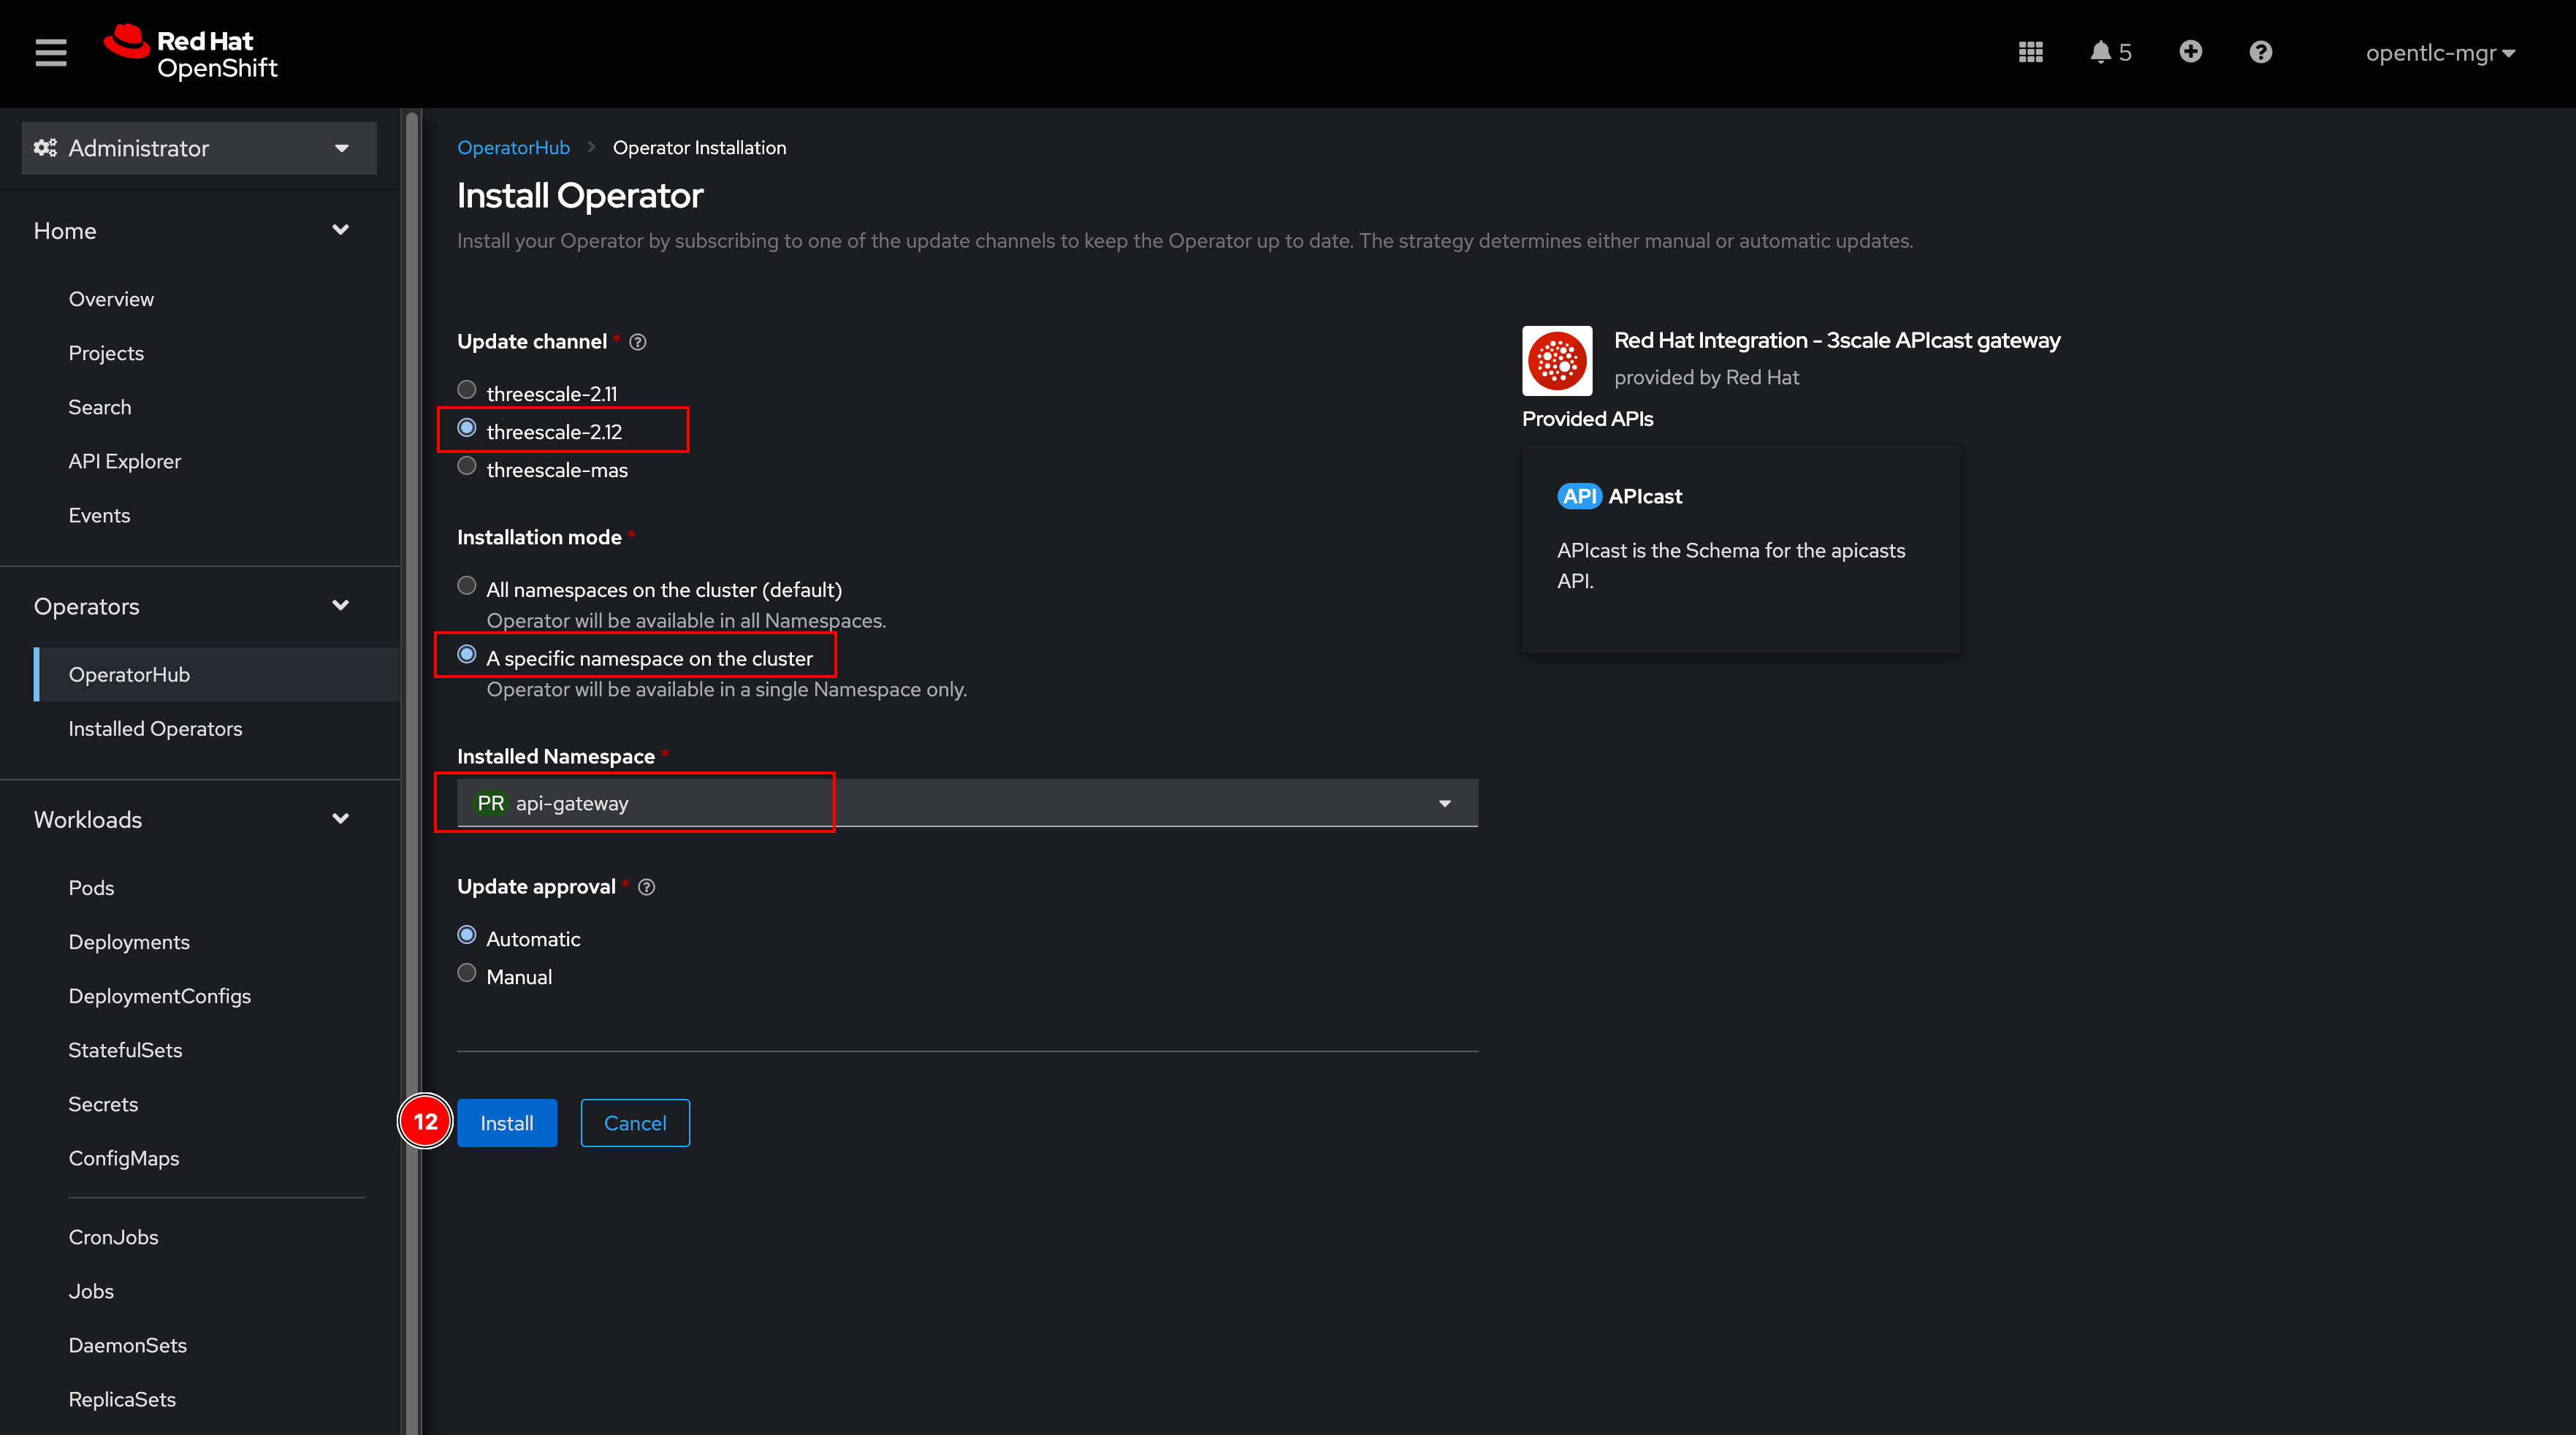 Red Hat
OpenShift
5
opentlc-mgr
Administrator
Home
Overview
Projects
Search
API Explorer
Events
Operators
OperatorHub
Installed Operators
Workloads
Pods
Deployments
DeploymentConfigs
StatefulSets
Secrets
ConfigMaps
CronJobs
Jobs
DaemonSets
ReplicaSets
OperatorHub > Operator Installation
Install Operator
Install your Operator by subscribing to one of the update channels to keep the Operator up to date. The strategy determines either manual or automatic updates.
Update channel *
threescale-2.11
threescale-2.12
threescale-mas
Installation mode *
All namespaces on the cluster (default)
Operator will be available in all Namespaces.
A specific namespace on the cluster
Operator will be available in a single Namespace only.
Installed Namespace *
PR api-gateway
Update approval *
Automatic
Manual
12
Install
Cancel
Red Hat Integration - 3scale APIcast gateway
provided by Red Hat
Provided APIs
API APIcast
APIcast is the Schema for the apicasts
API.